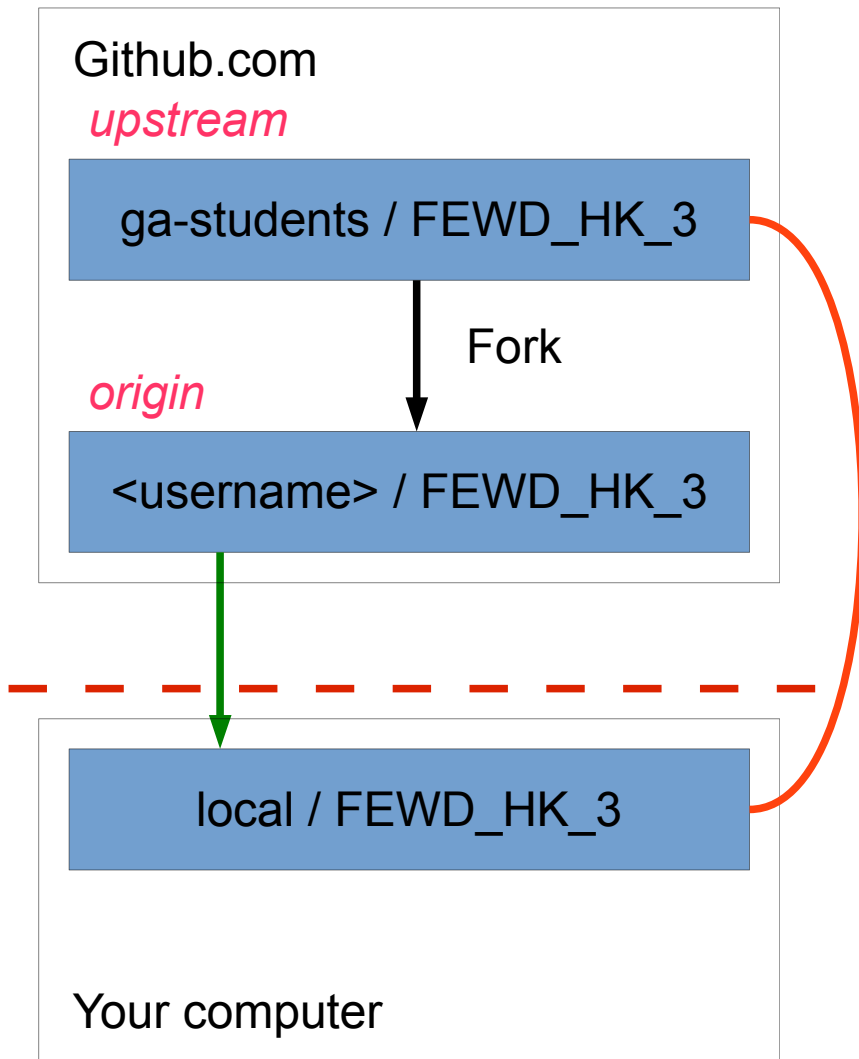 Github.com
upstream
ga-students / FEWD_HK_3
Fork
origin
<username> / FEWD_HK_3
local / FEWD_HK_3
Your computer